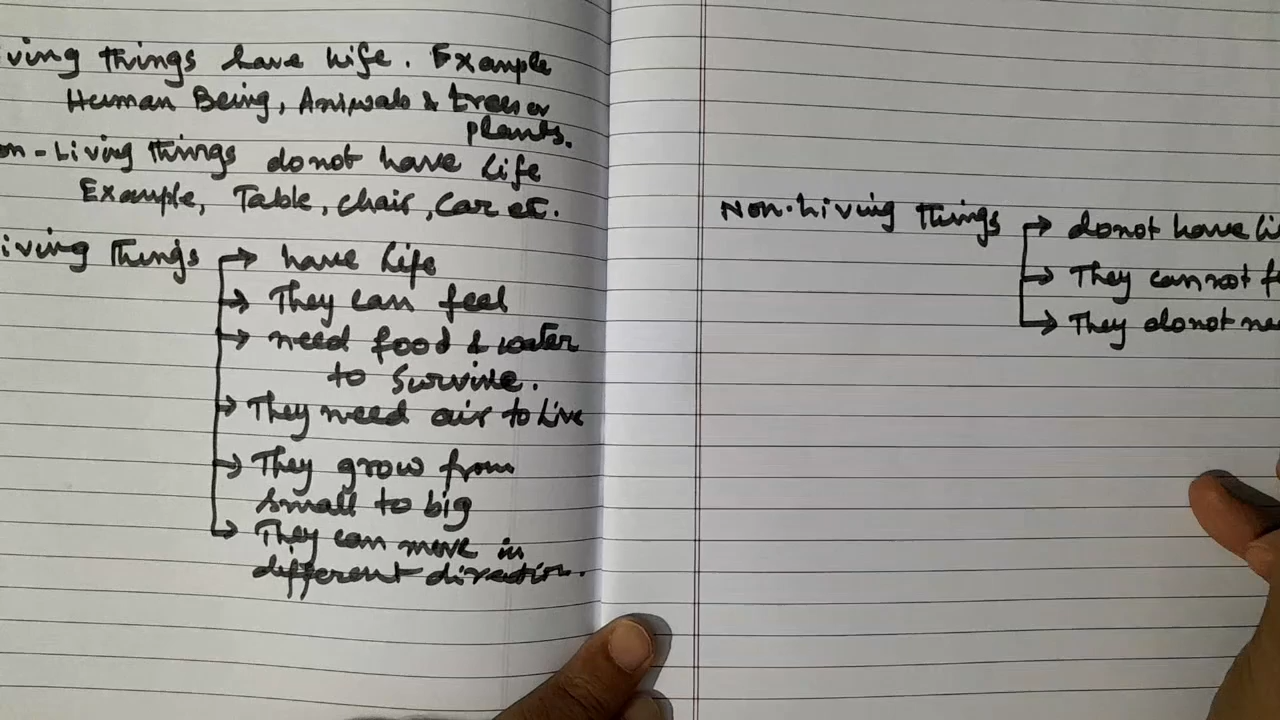 iving things have life. Example
Human Being, Animals & trees or
plants.
on-Living things donot have life
Example, Table, chair, Car etc.
iving Things → have life
→ They can feel
→ need food & water
to survive.
→ They need air to live
→ They grow from
small to big
→ They can move in
different direction.
Non-Living things → donot have li
→ They cannot fe
→ They donot nee